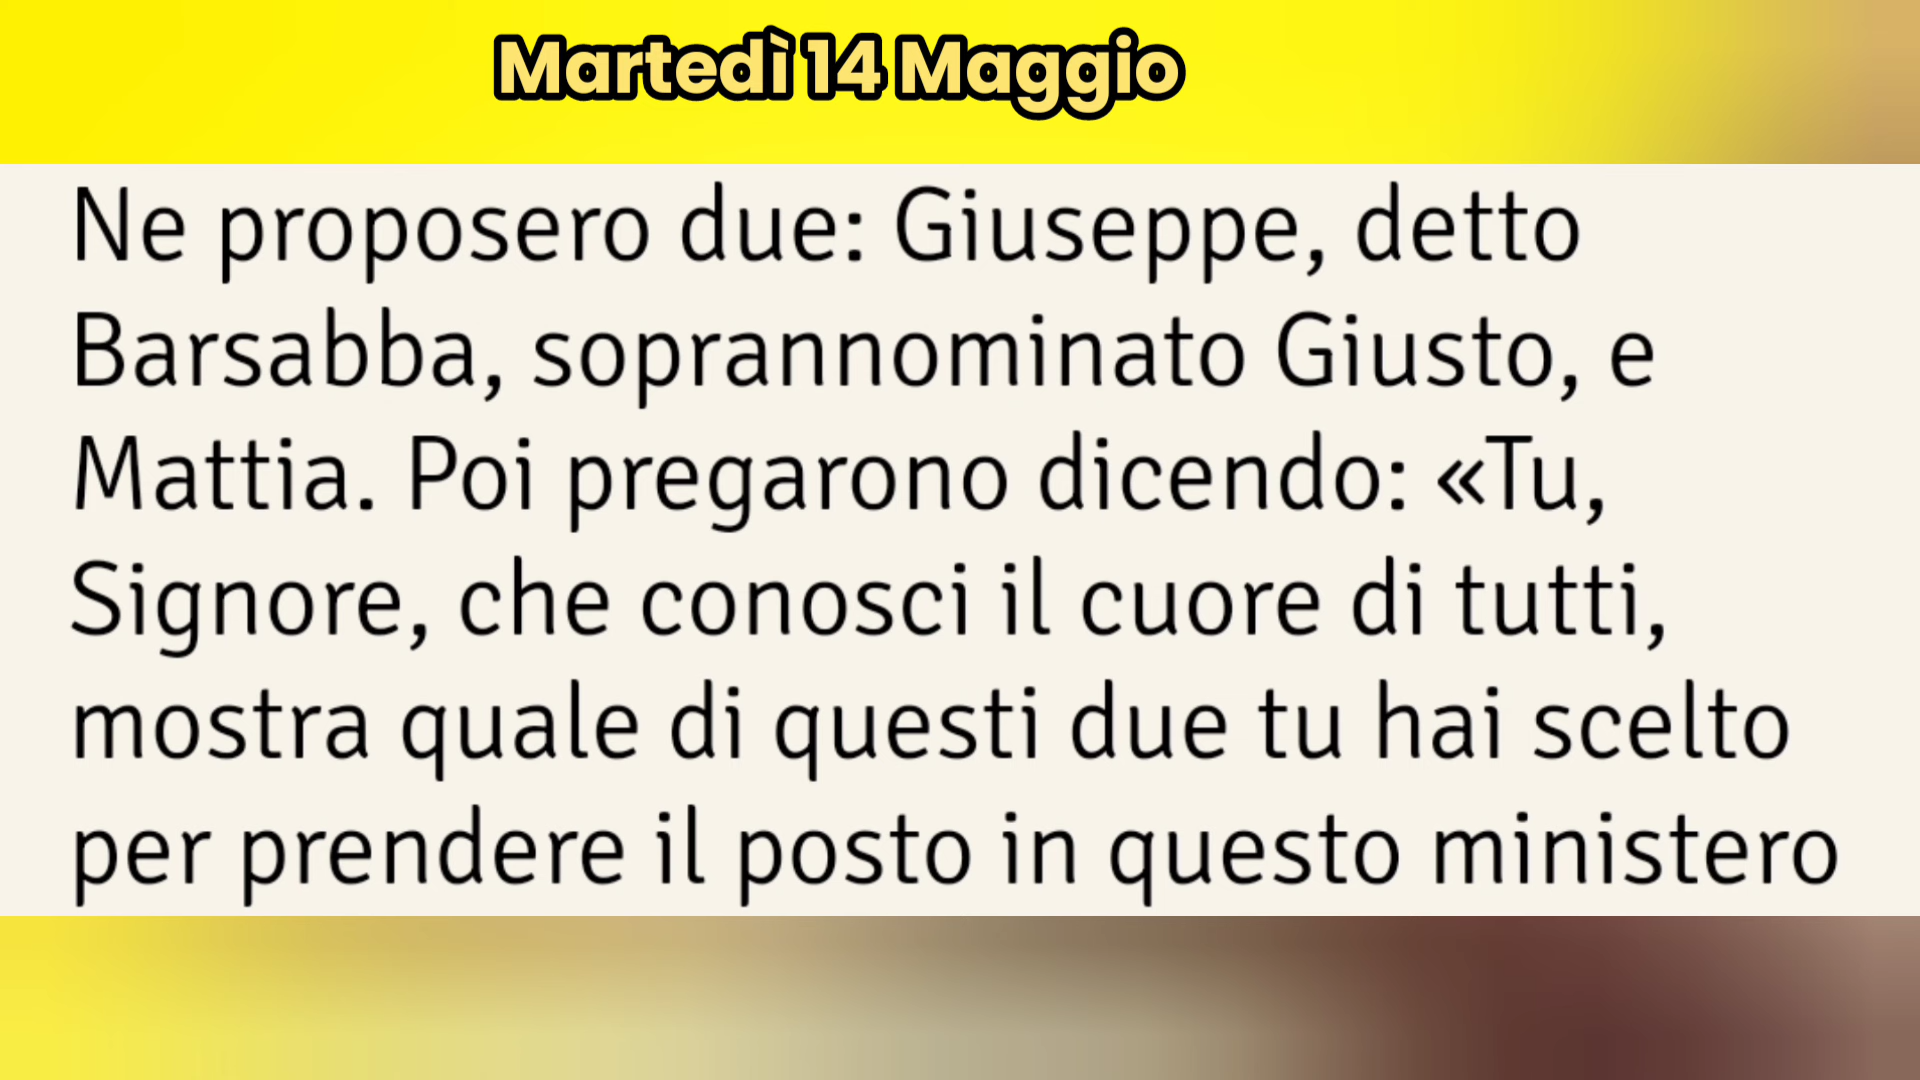 Martedì 14 Maggio
Ne proposero due: Giuseppe, detto
Barsabba, soprannominato Giusto, e
Mattia. Poi pregarono dicendo: «Tu,
Signore, che conosci il cuore di tutti,
mostra quale di questi due tu hai scelto
per prendere il posto in questo ministero